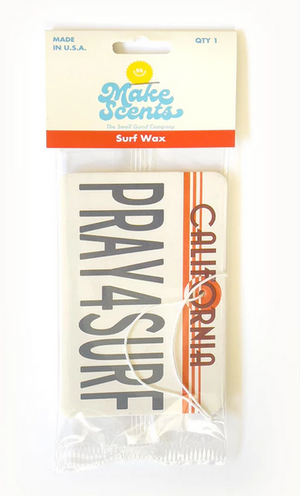 MADE
IN U.S.A.
QTY 1
Make
Scents
The Smell Good Company
Surf Wax
CALIFORNIA
PRAY4SURF